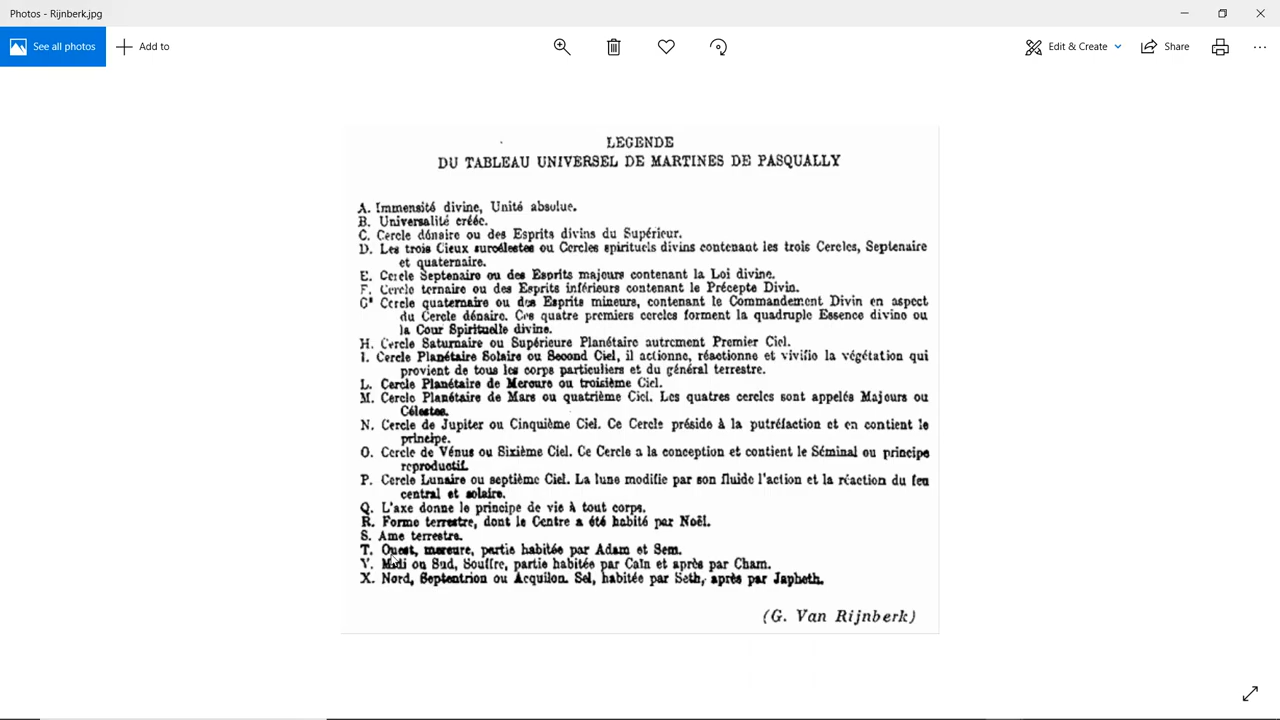 Photos - Rijnberk.jpg
See all photos
Add to
Edit & Create
Share
LEGENDE
DU TABLEAU UNIVERSEL DE MARTINES DE PASQUALLY
A. Immensité divine, Unité absolue.
B. Universalité créée.
C. Cercle dénaire ou des Esprits divins du Supérieur.
D. Les trois Cieux surcélestes ou Cercles spirituels divins contenant les trois Cercles, Septenaire
et quaternaire.
E. Cercle Septenaire ou des Esprits majeurs contenant la Loi divine.
F. Cercle ternaire ou des Esprits inférieurs contenant le Précepte Divin.
G* Cercle quaternaire ou des Esprits mineurs, contenant le Commandement Divin en aspect
du Cercle dénaire. Ces quatre premiers cercles forment la quadruple Essence divine ou
la Cour Spirituelle divine.
H. Cercle Saturnaire ou Supérieure Planétaire autrement Premier Ciel.
I. Cercle Planétaire Solaire ou Second Ciel, il actionne, réactionne et vivifie la végétation qui
provient de tous les corps particuliers et du général terrestre.
L. Cercle Planétaire de Mercure ou troisième Ciel.
M. Cercle Planétaire de Mars ou quatrième Ciel. Les quatres cercles sont appelés Majeurs ou
Célestes.
N. Cercle de Jupiter ou Cinquième Ciel. Ce Cercle préside à la putréfaction et en contient le
principe.
O. Cercle de Vénus ou Sixième Ciel. Ce Cercle a la conception et contient le Séminal ou principe
reproductif.
P. Cercle Lunaire ou septième Ciel. La lune modifie par son fluide l'action et la réaction du feu
central et solaire.
Q. L'axe donne le principe de vie à tout corps.
R. Forme terrestre, dont le Centre a été habité par Noël.
S. Ame terrestre.
T. Ouest, mercure, partie habitée par Adam et Sem.
V. Midi ou Sud, Souffre, partie habitée par Caïn et après par Cham.
X. Nord, Septentrion ou Acquilon. Sel, habitée par Seth, après par Japheth.
(G. Van Rijnberk)